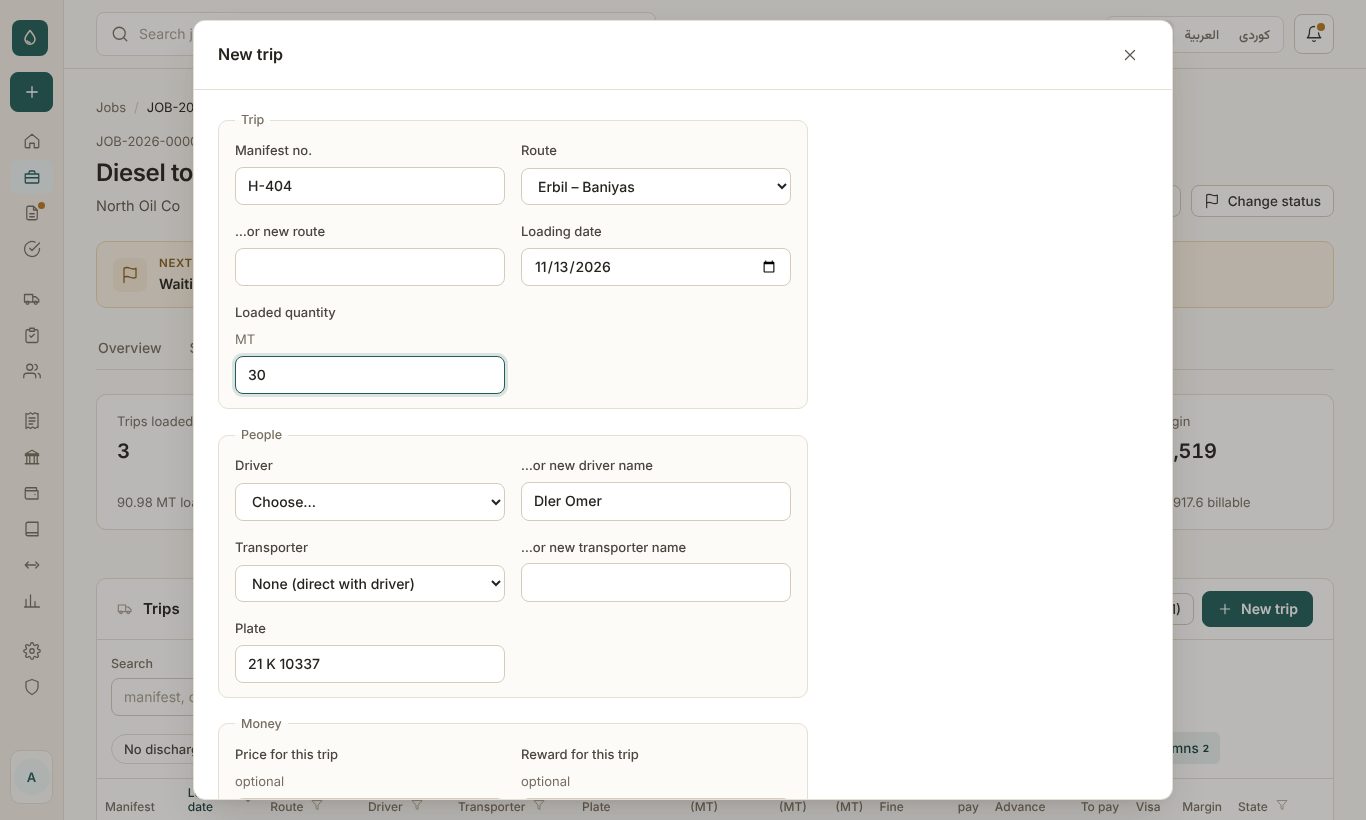 Search j
العربية
كوردی
New trip
Jobs / JOB-20
JOB-2026-0000
Diesel to
North Oil Co
Change status
NEXT
Waiti
Overview
Trips loaded
3
90.98 MT loa
gin
,519
917.6 billable
Trips
New trip
Search
manifest, d
No discharg
mns 2
Trip
Manifest no.
Route
H-404
Erbil – Baniyas
...or new route
Loading date
11/13/2026
Loaded quantity
MT
30
People
Driver
...or new driver name
Choose...
Dler Omer
Transporter
...or new transporter name
None (direct with driver)
Plate
21 K 10337
Money
Price for this trip
Reward for this trip
optional
optional
Manifest
date
Route
Driver
Transporter
Plate
(MT)
(MT)
(MT)
Fine
pay
Advance
To pay
Visa
Margin
State
A